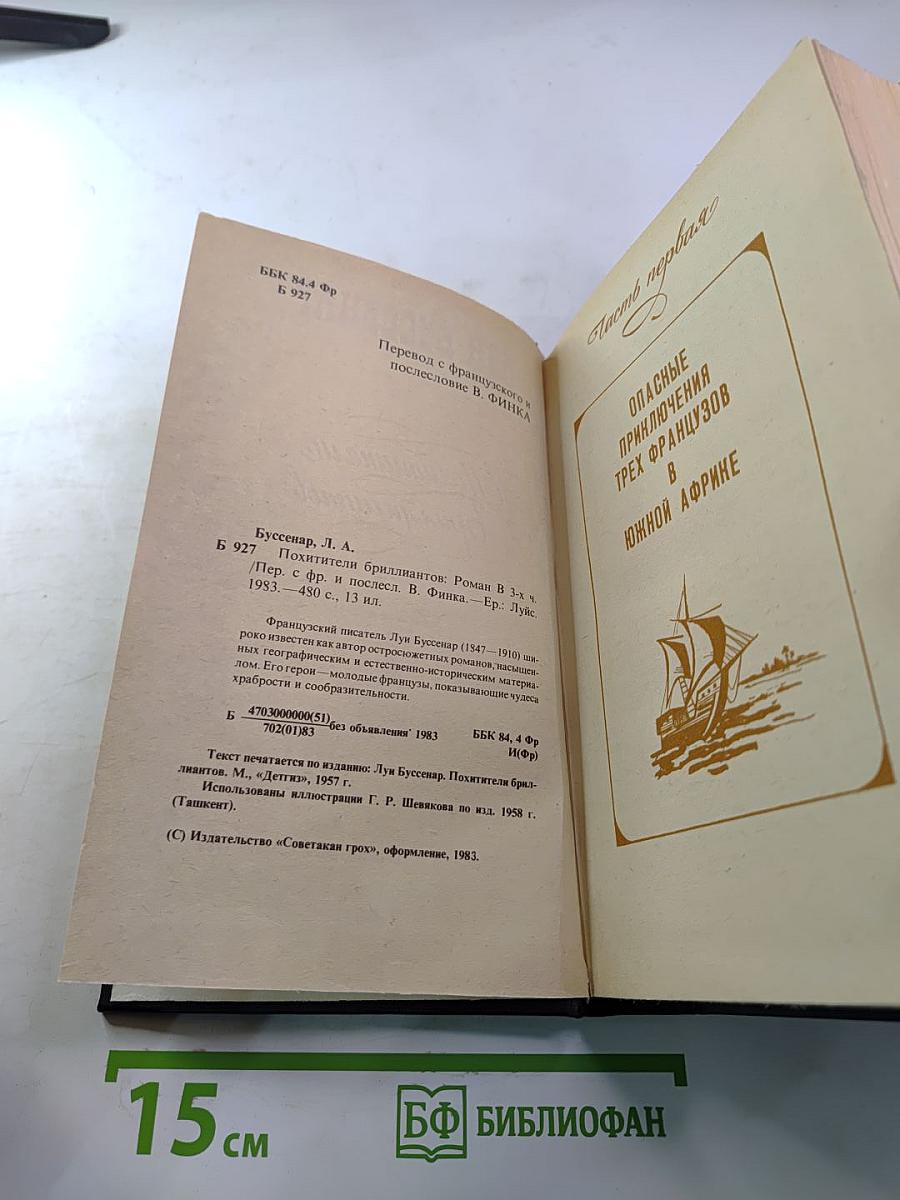 ББК 84.4 Фр
Б 927
Перевод с французского и
послесловие В. ФИНКА
Буссенар, Л. А.
Б 927 Похитители бриллиантов: Роман В 3-х ч.
/Пер. с фр. и послесл. В. Финка.—Ер.: Луйс.
1983.—480 с., 13 ил.
Французский писатель Луи Буссенар (1847—1910) ши-
роко известен как автор остросюжетных романов, насыщен-
ных географическим и естественно-историческим материа-
лом. Его герои—молодые французы, показывающие чудеса
храбрости и сообразительности.
Б 4703000000(51) без объявления 1983
702(01)83
ББК 84, 4 Фр
И(Фр)
Текст печатается по изданию: Луи Буссенар. Похитители брил-
лиантов. М., «Детгиз», 1957 г.
Использованы иллюстрации Г. Р. Шевякова по изд. 1958 г.
(Ташкент).
(С) Издательство «Советакан грох», оформление, 1983.
Часть первая
ОПАСНЫЕ
ПРИКЛЮЧЕНИЯ
ТРЕХ ФРАНЦУЗОВ
В
ЮЖНОЙ АФРИКЕ
15 см
БФ БИБЛИОФАН